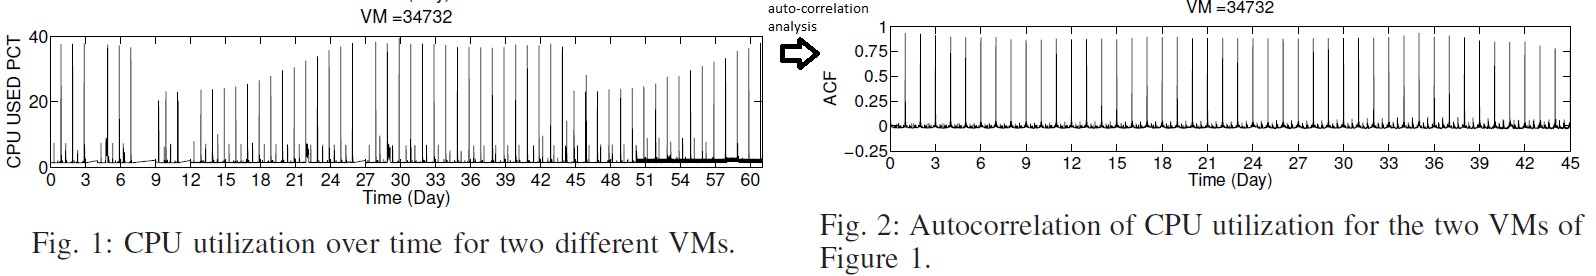 VM =34732
CPU USED PCT
40
20
0
0 3 6 9 12 15 18 21 24 27 30 33 36 39 42 45 48 51 54 57 60
Time (Day)
Fig. 1: CPU utilization over time for two different VMs.
auto-correlation
analysis
VM =34732
ACF
1
0.75
0.5
0.25
0
−0.25
0 3 6 9 12 15 18 21 24 27 30 33 36 39 42 45
Time (Day)
Fig. 2: Autocorrelation of CPU utilization for the two VMs of
Figure 1.